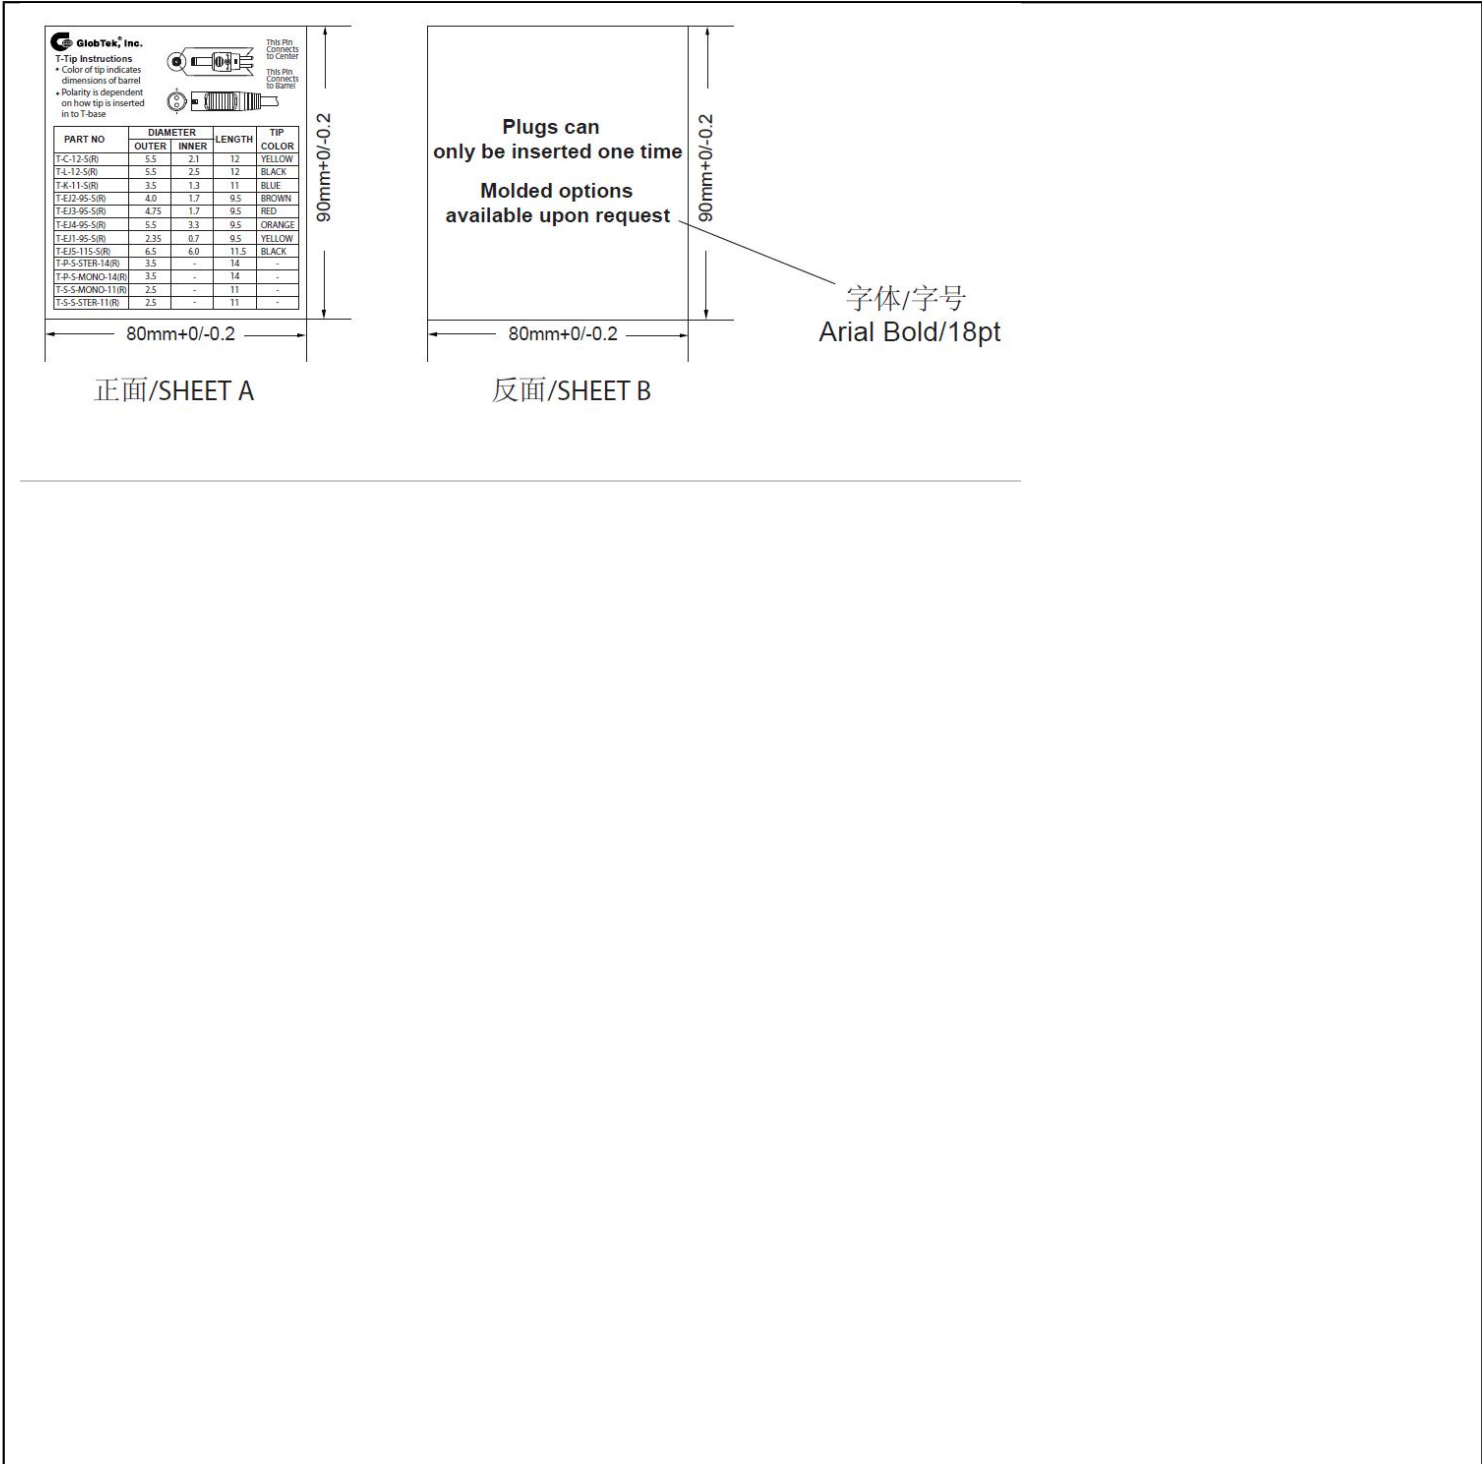 GlobTek, Inc.
T-Tip Instructions
• Color of tip indicates
dimensions of barrel
• Polarity is dependent
on how tip is inserted
in to T-base
This Pin
Connects
to Center
This Pin
Connects
to Barrel
PART NO DIAMETER LENGTH TIP
OUTER INNER COLOR
T-C-12-S(R) 5.5 2.1 12 YELLOW
T-L-12-S(R) 5.5 2.5 12 BLACK
T-K-11-S(R) 3.5 1.3 11 BLUE
T-EJ2-95-S(R) 4.0 1.7 9.5 BROWN
T-EJ3-95-S(R) 4.75 1.7 9.5 RED
T-EJ4-95-S(R) 5.5 3.3 9.5 ORANGE
T-EJ1-95-S(R) 2.35 0.7 9.5 YELLOW
T-EJ5-115-S(R) 6.5 6.0 11.5 BLACK
T-P-S-STER-14(R) 3.5 - 14 -
T-P-S-MONO-14(R) 3.5 - 14 -
T-S-S-MONO-11(R) 2.5 - 11 -
T-S-S-STER-11(R) 2.5 - 11 -
90mm+0/-0.2
80mm+0/-0.2
正面/SHEET A
Plugs can
only be inserted one time
Molded options
available upon request
90mm+0/-0.2
80mm+0/-0.2
反面/SHEET B
字体/字号
Arial Bold/18pt